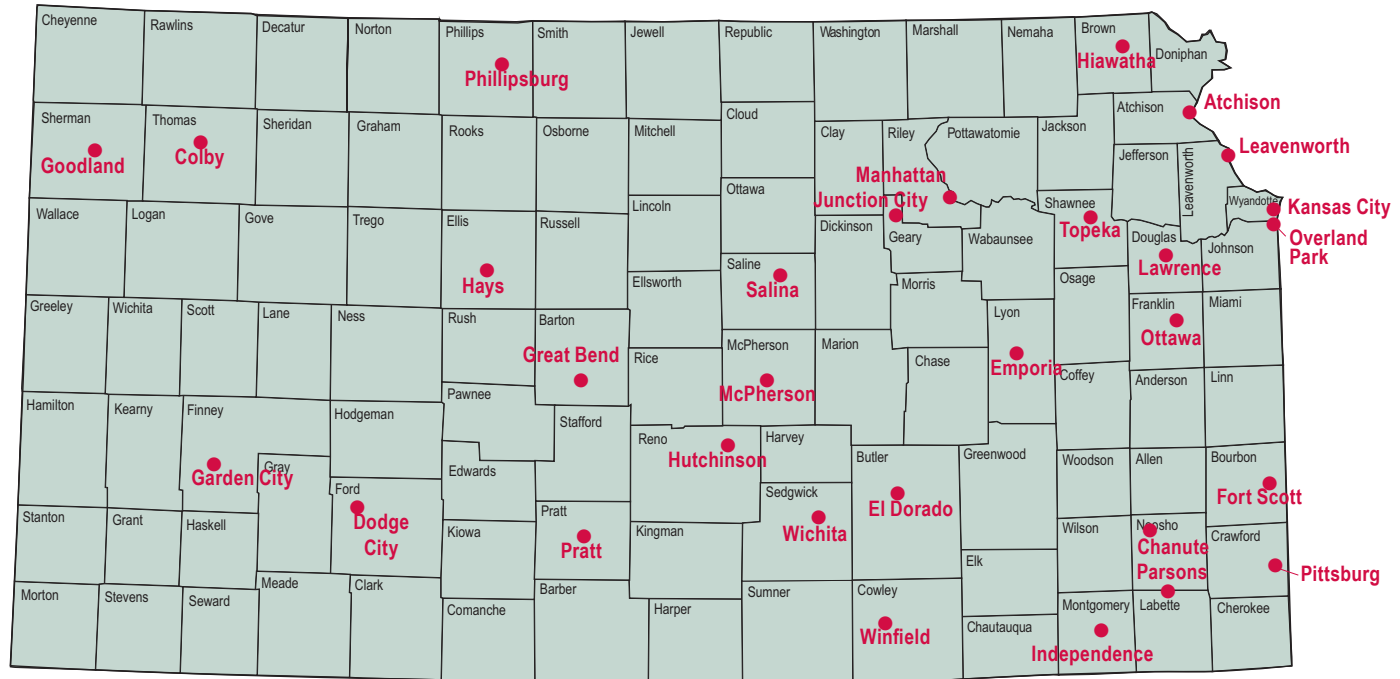 Cheyenne
Rawlins
Decatur
Norton
Phillips
Smith
Jewell
Republic
Washington
Marshall
Nemaha
Brown
Doniphan
Hiawatha
Phillipsburg
Atchison
Atchison
Sherman
Thomas
Sheridan
Graham
Rooks
Osborne
Mitchell
Cloud
Clay
Riley
Pottawatomie
Jackson
Jefferson
Leavenworth
Leavenworth
Goodland
Colby
Manhattan
Junction City
Ottawa
Lincoln
Wallace
Logan
Gove
Trego
Ellis
Russell
Dickinson
Geary
Wabaunsee
Shawnee
Topeka
Wyandotte
Kansas City
Overland
Park
Douglas
Lawrence
Johnson
Hays
Ellsworth
Saline
Salina
Morris
Osage
Greeley
Wichita
Scott
Lane
Ness
Rush
Barton
Great Bend
Rice
McPherson
McPherson
Marion
Chase
Lyon
Emporia
Franklin
Ottawa
Miami
Coffey
Anderson
Linn
Hamilton
Kearny
Finney
Garden City
Hodgeman
Pawnee
Stafford
Reno
Hutchinson
Harvey
Butler
El Dorado
Greenwood
Woodson
Allen
Bourbon
Fort Scott
Gray
Ford
Dodge
City
Edwards
Sedgwick
Wichita
Stanton
Grant
Haskell
Kiowa
Pratt
Pratt
Kingman
Elk
Wilson
Neosho
Chanute
Parsons
Crawford
Pittsburg
Morton
Stevens
Seward
Meade
Clark
Comanche
Barber
Harper
Sumner
Cowley
Winfield
Chautauqua
Montgomery
Independence
Labette
Cherokee